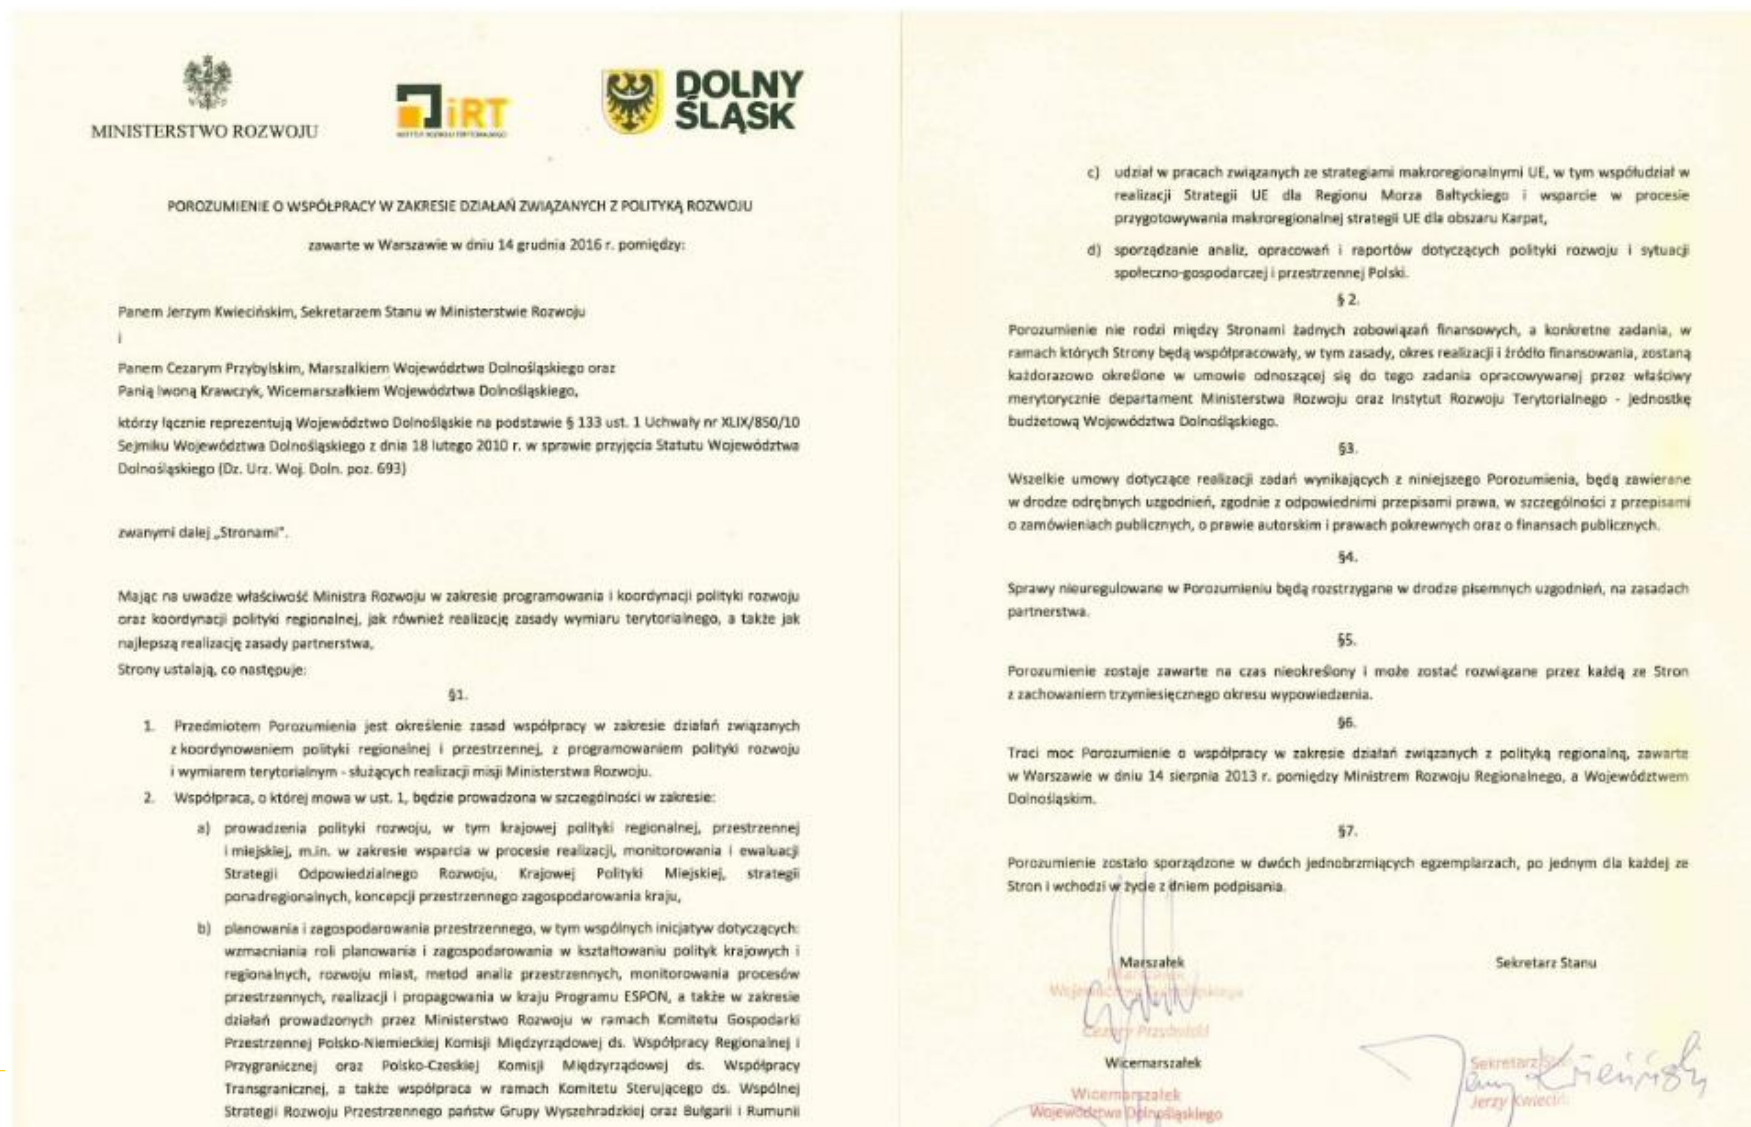 MINISTERSTWO ROZWOJU
iRT
INSTYTUT ROZWOJU TERYTORIALNEGO
DOLNY
ŚLĄSK
POROZUMIENIE O WSPÓŁPRACY W ZAKRESIE DZIAŁAŃ ZWIĄZANYCH Z POLITYKĄ ROZWOJU
zawarte w Warszawie w dniu 14 grudnia 2016 r. pomiędzy:
Panem Jerzym Kwiecińskim, Sekretarzem Stanu w Ministerstwie Rozwoju
i
Panem Cezarym Przybylskim, Marszałkiem Województwa Dolnośląskiego oraz
Panią Iwoną Krawczyk, Wicemarszałkiem Województwa Dolnośląskiego,
którzy łącznie reprezentują Województwo Dolnośląskie na podstawie § 133 ust. 1 Uchwały nr XLIX/850/10
Sejmiku Województwa Dolnośląskiego z dnia 18 lutego 2010 r. w sprawie przyjęcia Statutu Województwa
Dolnośląskiego (Dz. Urz. Woj. Doln. poz. 693)
zwanymi dalej „Stronami".
Mając na uwadze właściwość Ministra Rozwoju w zakresie programowania i koordynacji polityki rozwoju
oraz koordynacji polityki regionalnej, jak również realizację zasady wymiaru terytorialnego, a także jak
najlepszą realizację zasady partnerstwa,
Strony ustalają, co następuje:
§1.
1. Przedmiotem Porozumienia jest określenie zasad współpracy w zakresie działań związanych
z koordynowaniem polityki regionalnej i przestrzennej, z programowaniem polityki rozwoju
i wymiarem terytorialnym - służących realizacji misji Ministerstwa Rozwoju.
2. Współpraca, o której mowa w ust. 1, będzie prowadzona w szczególności w zakresie:
a) prowadzenia polityki rozwoju, w tym krajowej polityki regionalnej, przestrzennej
i miejskiej, m.in. w zakresie wsparcia w procesie realizacji, monitorowania i ewaluacji
Strategii Odpowiedzialnego Rozwoju, Krajowej Polityki Miejskiej, strategii
ponadregionalnych, koncepcji przestrzennego zagospodarowania kraju,
b) planowania i zagospodarowania przestrzennego, w tym wspólnych inicjatyw dotyczących:
wzmacniania roli planowania i zagospodarowania w kształtowaniu polityk krajowych i
regionalnych, rozwoju miast, metod analiz przestrzennych, monitorowania procesów
przestrzennych, realizacji i propagowania w kraju Programu ESPON, a także w zakresie
działań prowadzonych przez Ministerstwo Rozwoju w ramach Komitetu Gospodarki
Przestrzennej Polsko-Niemieckiej Komisji Międzyrządowej ds. Współpracy Regionalnej i
Przygranicznej oraz Polsko-Czeskiej Komisji Międzyrządowej ds. Współpracy
Transgranicznej, a także współpraca w ramach Komitetu Sterującego ds. Wspólnej
Strategii Rozwoju Przestrzennego państw Grupy Wyszehradzkiej oraz Bułgarii i Rumunii
c) udział w pracach związanych ze strategiami makroregionalnymi UE, w tym współudział w
realizacji Strategii UE dla Regionu Morza Bałtyckiego i wsparcie w procesie
przygotowywania makroregionalnej strategii UE dla obszaru Karpat,
d) sporządzanie analiz, opracowań i raportów dotyczących polityki rozwoju i sytuacji
społeczno-gospodarczej i przestrzennej Polski.
§ 2.
Porozumienie nie rodzi między Stronami żadnych zobowiązań finansowych, a konkretne zadania, w
ramach których Strony będą współpracowały, w tym zasady, okres realizacji i źródło finansowania, zostaną
każdorazowo określone w umowie odnoszącej się do tego zadania opracowywanej przez właściwy
merytorycznie departament Ministerstwa Rozwoju oraz Instytut Rozwoju Terytorialnego - jednostkę
budżetową Województwa Dolnośląskiego.
§3.
Wszelkie umowy dotyczące realizacji zadań wynikających z niniejszego Porozumienia, będą zawierane
w drodze odrębnych uzgodnień, zgodnie z odpowiednimi przepisami prawa, w szczególności z przepisami
o zamówieniach publicznych, o prawie autorskim i prawach pokrewnych oraz o finansach publicznych.
§4.
Sprawy nieuregulowane w Porozumieniu będą rozstrzygane w drodze pisemnych uzgodnień, na zasadach
partnerstwa.
§5.
Porozumienie zostaje zawarte na czas nieokreślony i może zostać rozwiązane przez każdą ze Stron
z zachowaniem trzymiesięcznego okresu wypowiedzenia.
§6.
Traci moc Porozumienie o współpracy w zakresie działań związanych z polityką regionalną, zawarte
w Warszawie w dniu 14 sierpnia 2013 r. pomiędzy Ministrem Rozwoju Regionalnego, a Województwem
Dolnośląskim.
§7.
Porozumienie zostało sporządzone w dwóch jednobrzmiących egzemplarzach, po jednym dla każdej ze
Stron i wchodzi w życie z dniem podpisania.
Marszałek
Sekretarz Stanu
Marszałek
Województwa Dolnośląskiego
Cezary Przybylski
Wicemarszałek
Sekretarz
Jerzy Kwieciń
Wicemarszałek
Województwa Dolnośląskiego